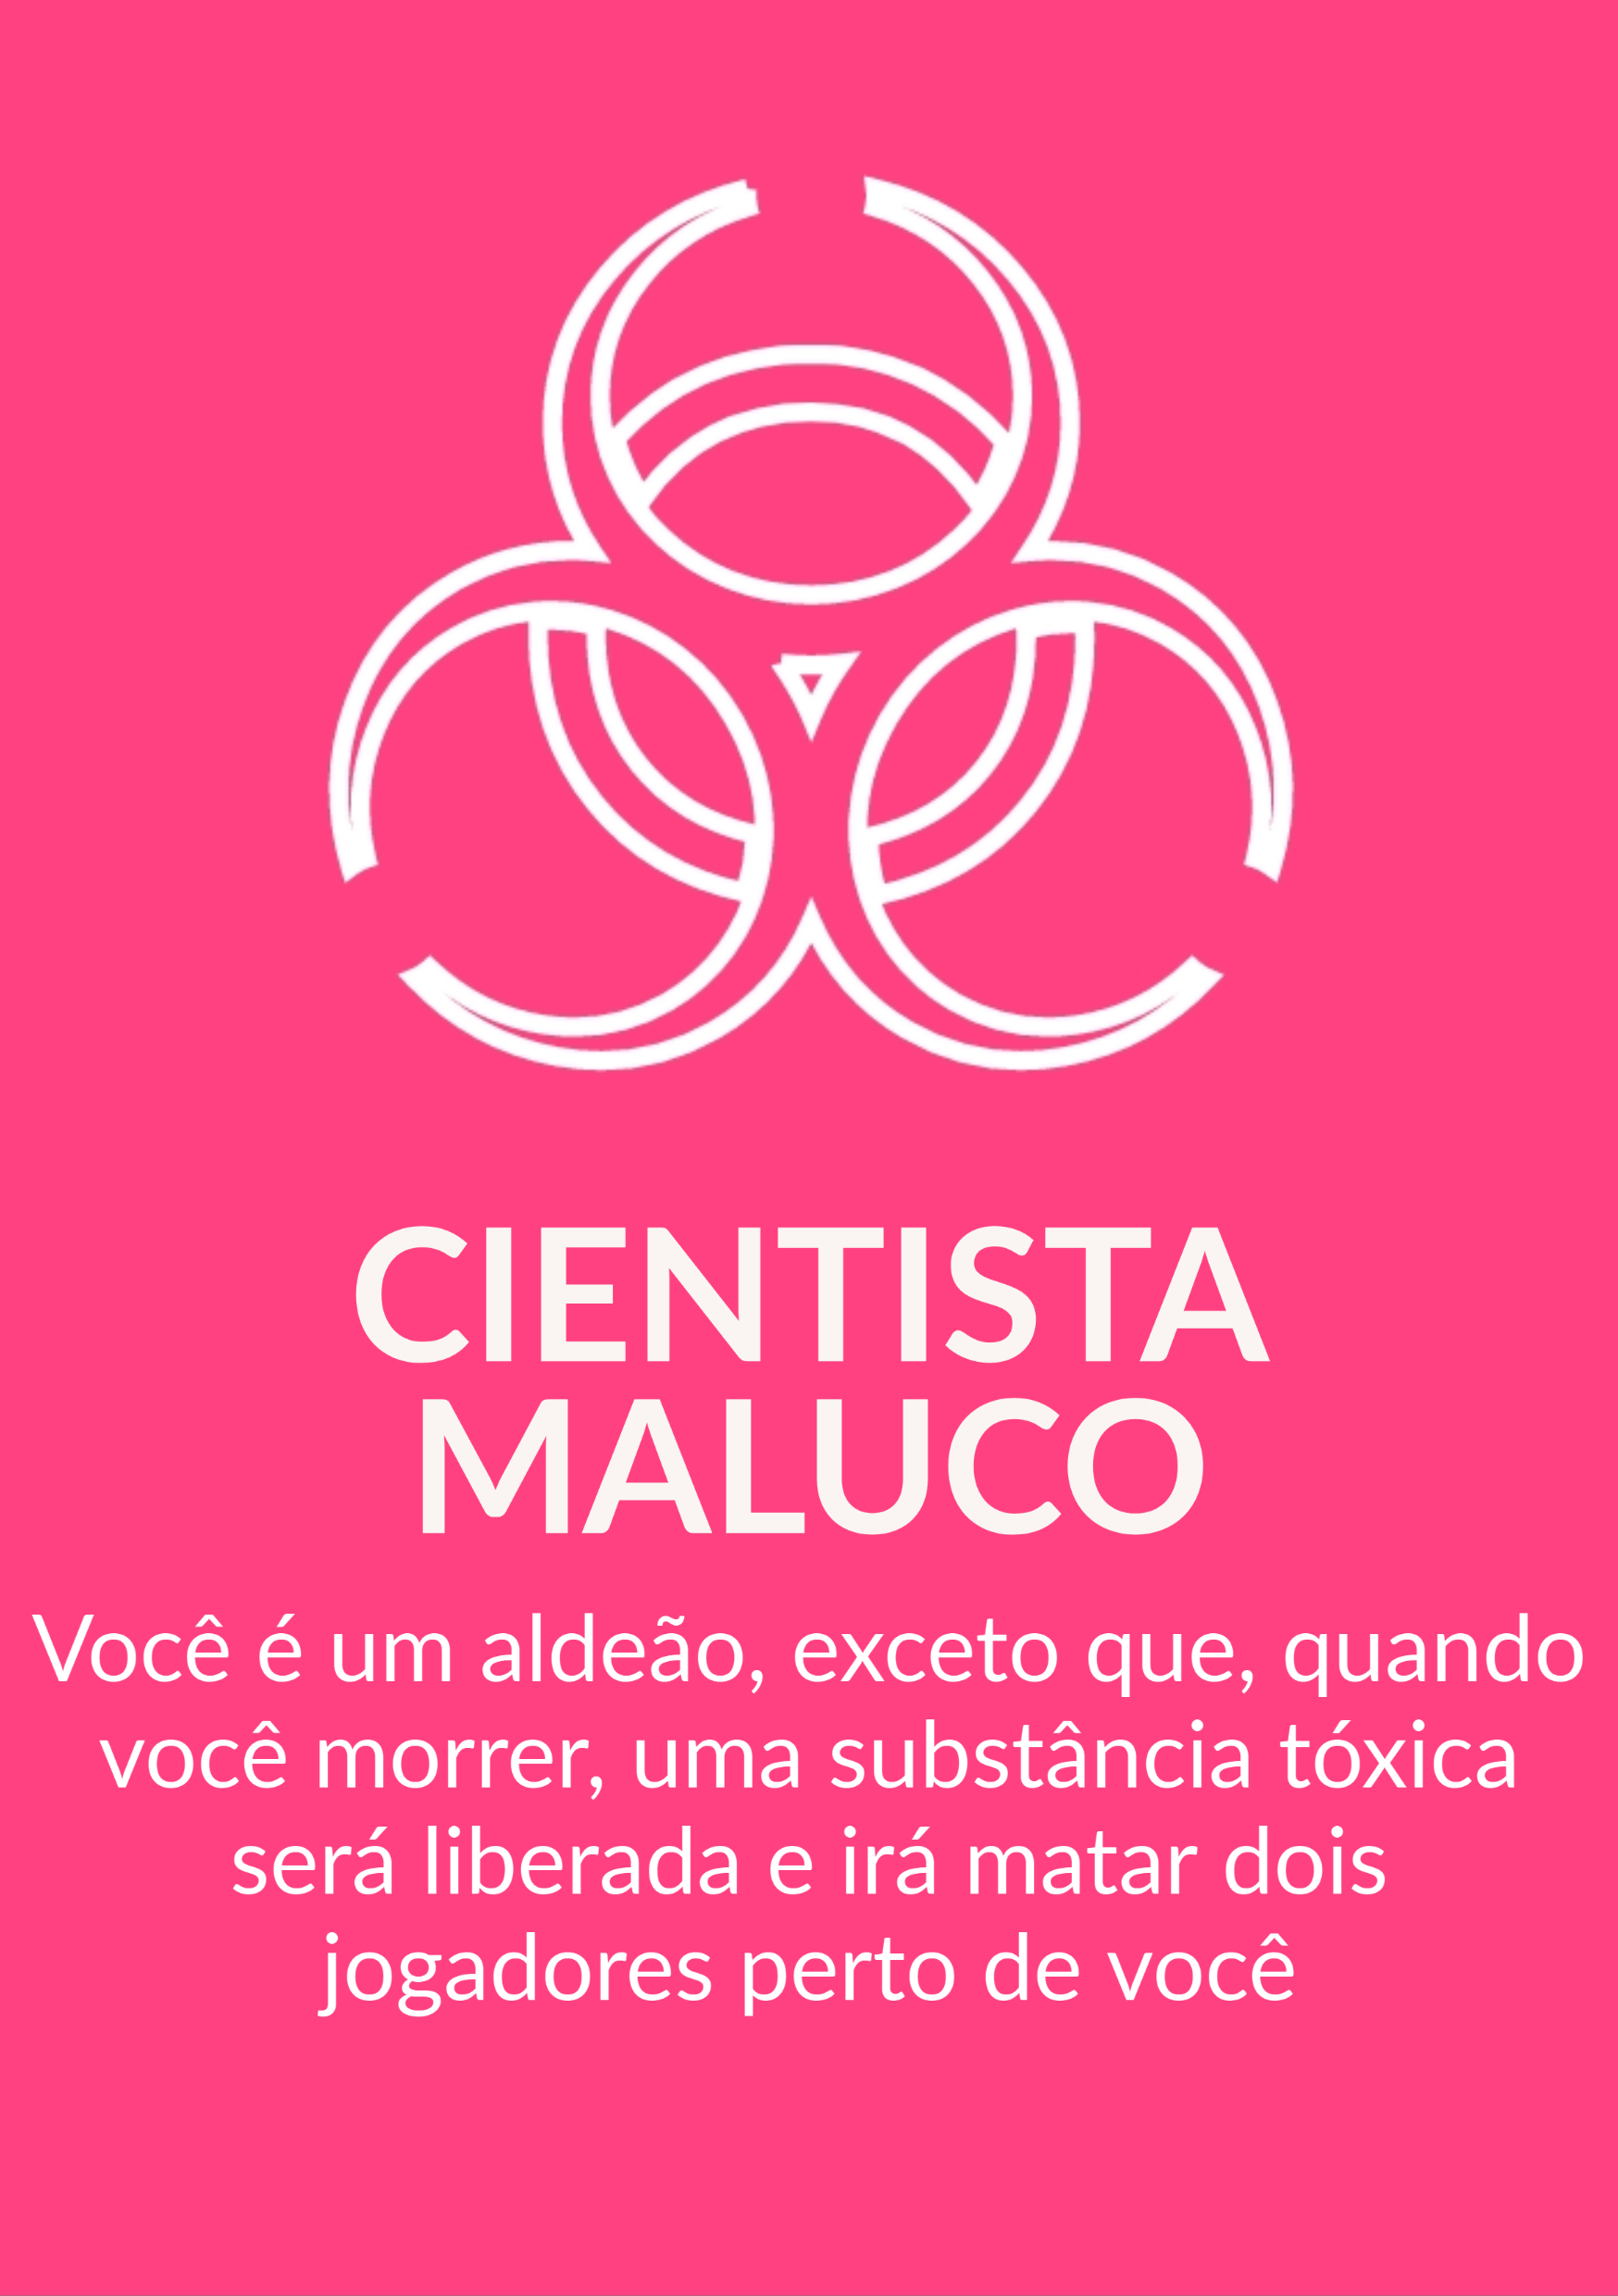 CIENTISTA
MALUCO
Você é um aldeão, exceto que, quando
você morrer, uma substância tóxica
será liberada e irá matar dois
jogadores perto de você